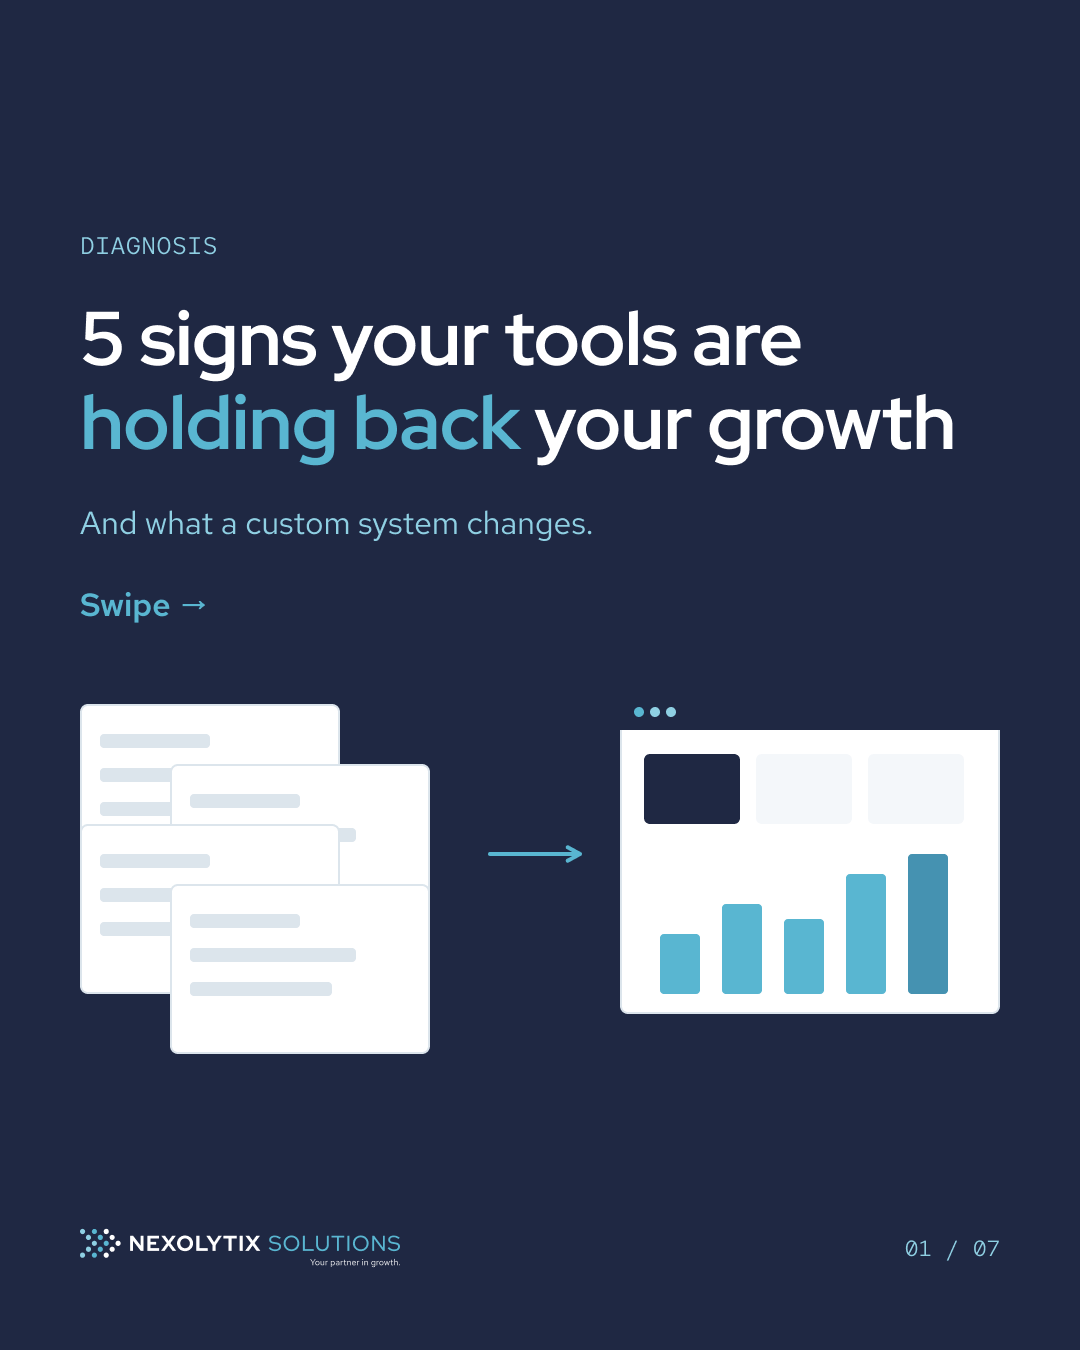 DIAGNOSIS
5 signs your tools are
holding back your growth
And what a custom system changes.
Swipe →
NEXOLYTIX SOLUTIONS
Your partner in growth.
01 / 07